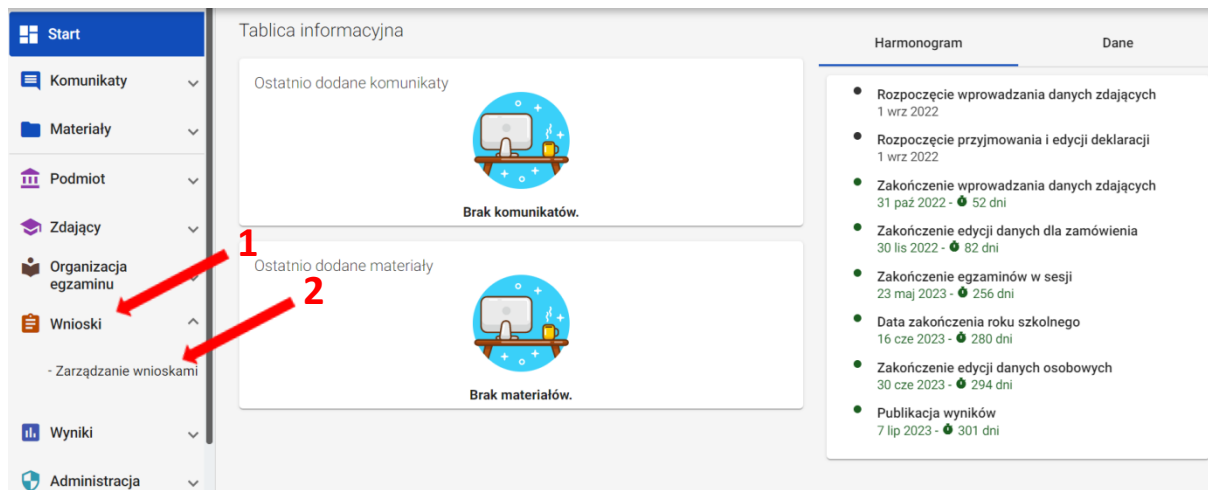 Start
Komunikaty
Materiały
Podmiot
Zdający
Organizacja
egzaminu
Wnioski
- Zarządzanie wnioskami
Wyniki
Administracja
1
2
Tablica informacyjna
Ostatnio dodane komunikaty
Brak komunikatów.
Ostatnio dodane materiały
Brak materiałów.
Harmonogram
Dane
Rozpoczęcie wprowadzania danych zdających
1 wrz 2022
Rozpoczęcie przyjmowania i edycji deklaracji
1 wrz 2022
Zakończenie wprowadzania danych zdających
31 paź 2022 - 52 dni
Zakończenie edycji danych dla zamówienia
30 lis 2022 - 82 dni
Zakończenie egzaminów w sesji
23 maj 2023 - 256 dni
Data zakończenia roku szkolnego
16 cze 2023 - 280 dni
Zakończenie edycji danych osobowych
30 cze 2023 - 294 dni
Publikacja wyników
7 lip 2023 - 301 dni